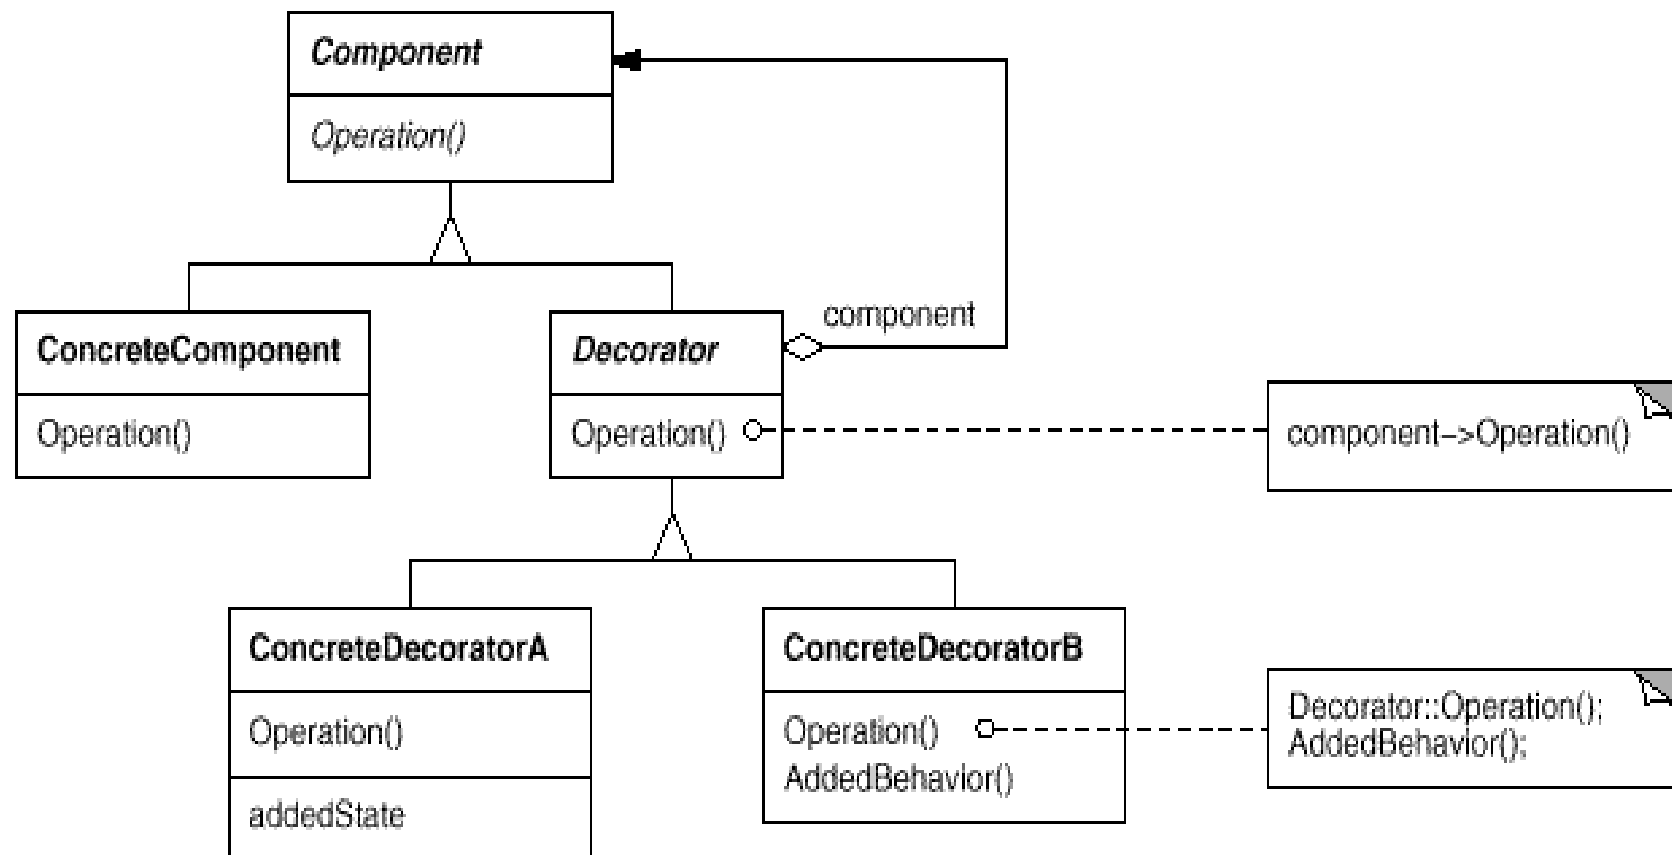 Component
Operation()
component
ConcreteComponent
Operation()
Decorator
Operation()
component–>Operation()
ConcreteDecoratorA
Operation()
addedState
ConcreteDecoratorB
Operation()
AddedBehavior()
Decorator::Operation();
AddedBehavior();